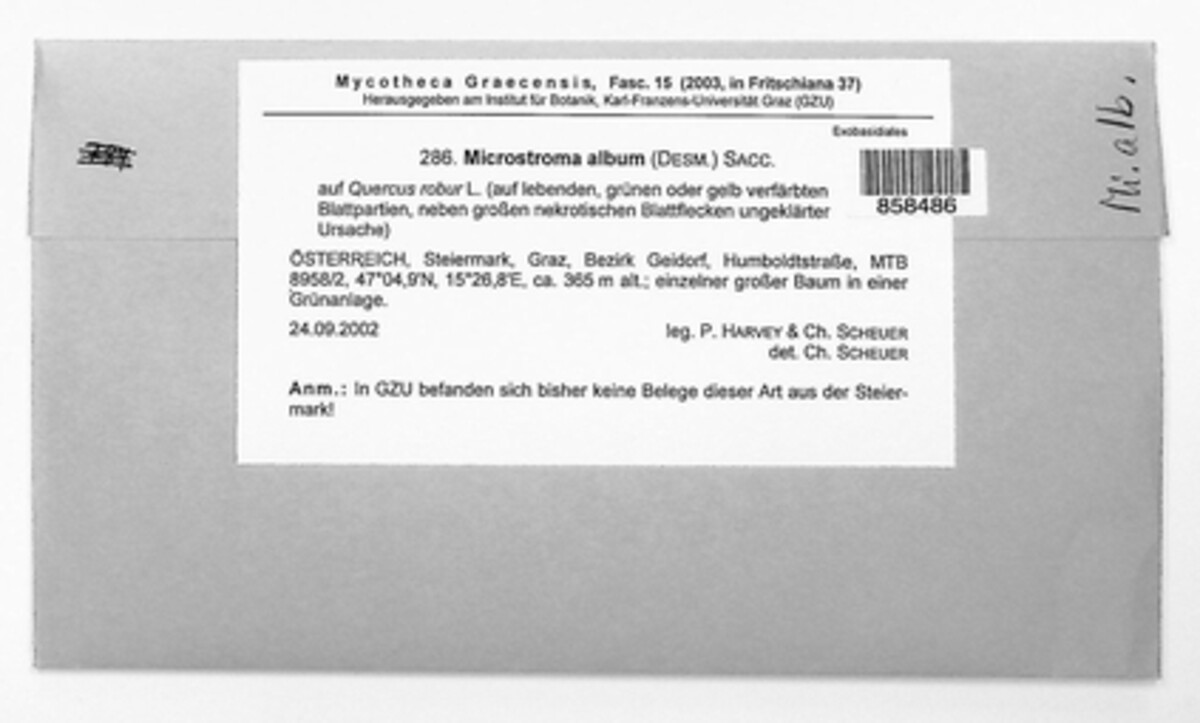 Mycotheca Graecensis, Fasc. 15 (2003, in Fritschiana 37)
Herausgegeben am Institut für Botanik, Karl-Franzens-Universität Graz (GZU)
Exobasidiales
286. Microstroma album (DESM.) SACC.
auf Quercus robur L. (auf lebenden, grünen oder gelb verfärbten
Blattpartien, neben großen nekrotischen Blattflecken ungeklärter
Ursache)
858486
ÖSTERREICH, Steiermark, Graz, Bezirk Geidorf, Humboldtstraße, MTB
8958/2, 47°04,9'N, 15°26,8'E, ca. 365 m alt.; einzelner großer Baum in einer
Grünanlage.
24.09.2002 leg. P. HARVEY & Ch. SCHEUER
det. Ch. SCHEUER
Anm.: In GZU befanden sich bisher keine Belege dieser Art aus der Steier-
mark!
Mi. alb.